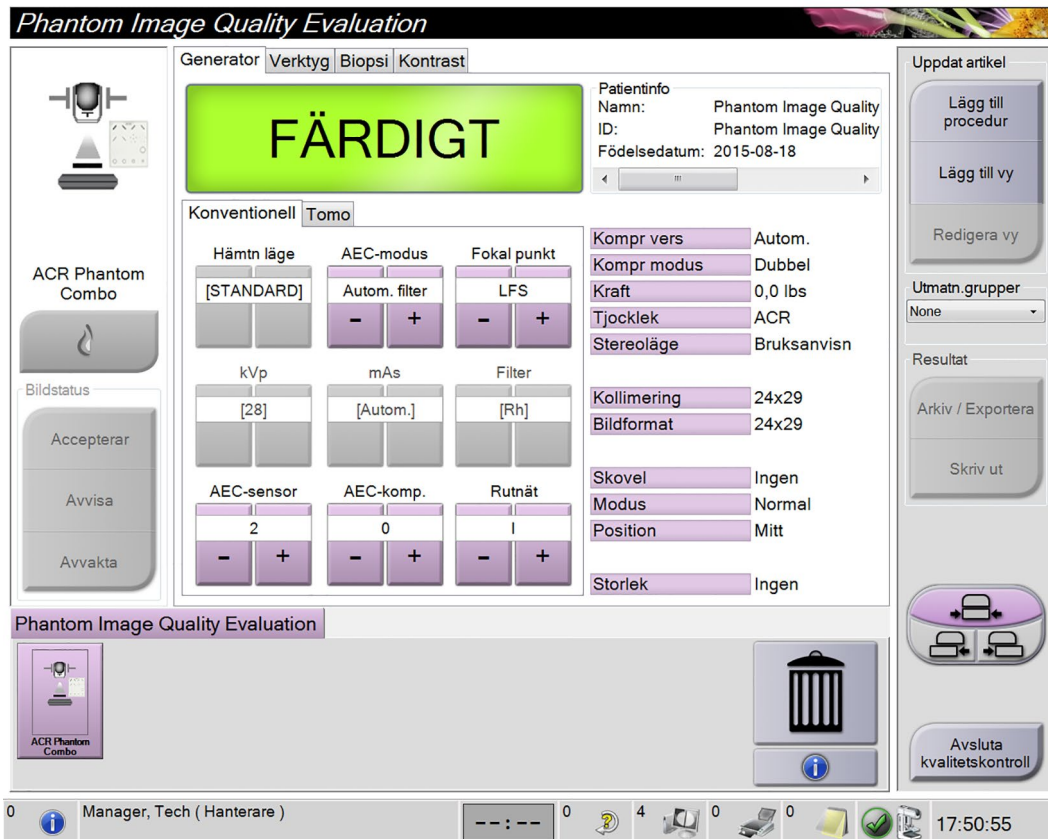 Phantom Image Quality Evaluation
Generator Verktyg Biopsi Kontrast
FÄRDIGT
Patientinfo
Namn: Phantom Image Quality
ID: Phantom Image Quality
Födelsedatum: 2015-08-18
Uppdat artikel
Lägg till
procedur
Lägg till vy
Redigera vy
Utmatn.grupper
None
Resultat
Arkiv / Exportera
Skriv ut
ACR Phantom
Combo
Bildstatus
Accepterar
Avvisa
Avvakta
Konventionell Tomo
Hämtn läge AEC-modus Fokal punkt
[STANDARD] Autom. filter LFS
- + - +
kVp mAs Filter
[28] [Autom.] [Rh]
AEC-sensor AEC-komp. Rutnät
2 0 I
- + - + - +
Kompr vers Autom.
Kompr modus Dubbel
Kraft 0,0 lbs
Tjocklek ACR
Stereoläge Bruksanvisn
Kollimering 24x29
Bildformat 24x29
Skovel Ingen
Modus Normal
Position Mitt
Storlek Ingen
Phantom Image Quality Evaluation
ACR Phantom
Combo
Avsluta
kvalitetskontroll
0 Manager, Tech ( Hanterare ) --:-- 0 4 0 0 17:50:55